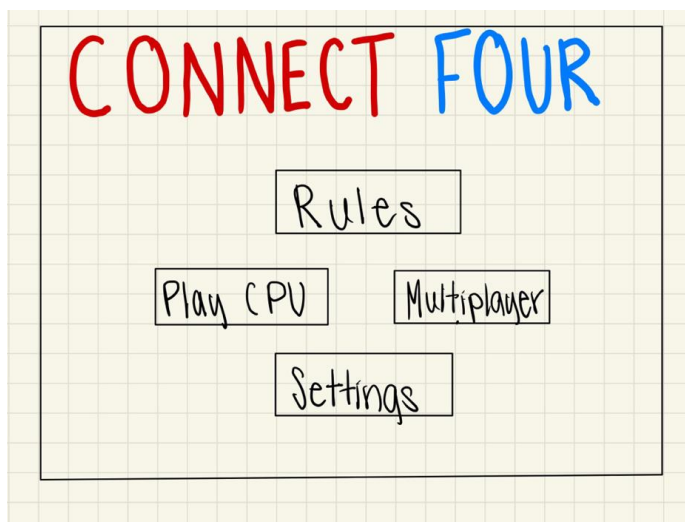 CONNECT FOUR
Rules
Play CPU
Multiplayer
Settings